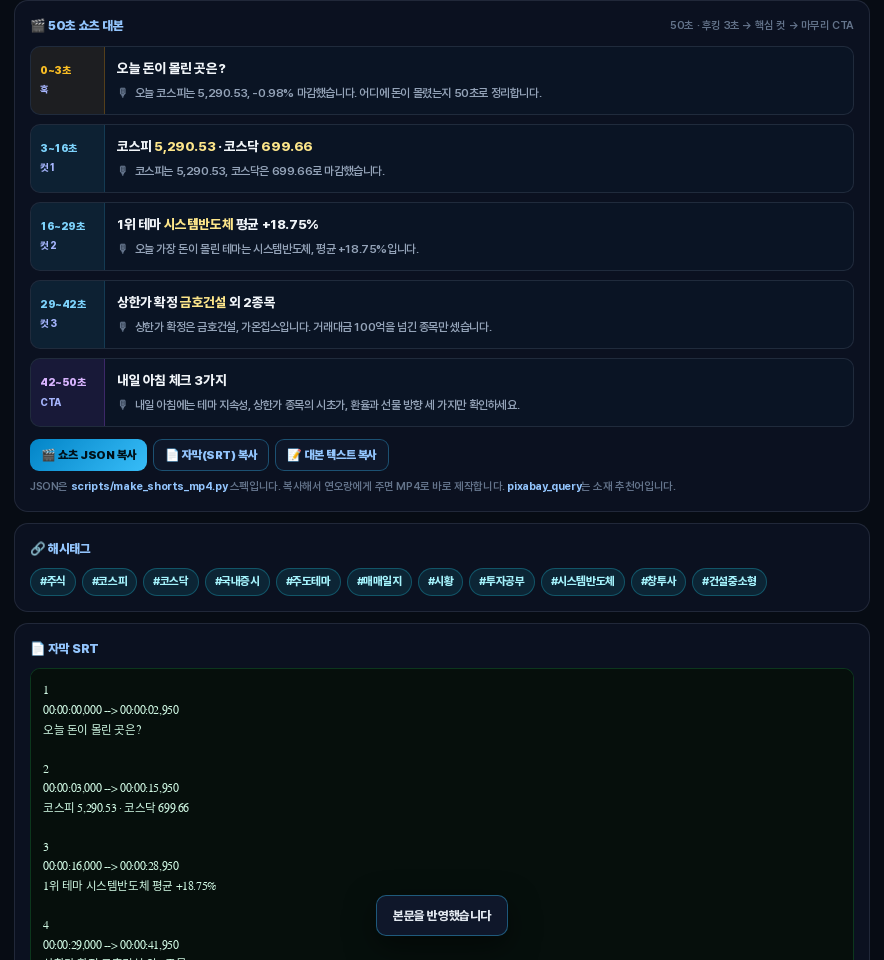 🎬 50초 쇼츠 대본
50초 · 후킹 3초 → 핵심 컷 → 마무리 CTA
0~3초
훅
오늘 돈이 몰린 곳은?
🎙 오늘 코스피는 5,290.53, -0.98% 마감했습니다. 어디에 돈이 몰렸는지 50초로 정리합니다.
3~16초
컷 1
코스피 5,290.53 · 코스닥 699.66
🎙 코스피는 5,290.53, 코스닥은 699.66로 마감했습니다.
16~29초
컷 2
1위 테마 시스템반도체 평균 +18.75%
🎙 오늘 가장 돈이 몰린 테마는 시스템반도체, 평균 +18.75%입니다.
29~42초
컷 3
상한가 확정 금호건설 외 2종목
🎙 상한가 확정은 금호건설, 가온칩스입니다. 거래대금 100억을 넘긴 종목만 셌습니다.
42~50초
CTA
내일 아침 체크 3가지
🎙 내일 아침에는 테마 지속성, 상한가 종목의 시초가, 환율과 선물 방향 세 가지만 확인하세요.
🎬 쇼츠 JSON 복사
📄 자막(SRT) 복사
📝 대본 텍스트 복사
JSON은 scripts/make_shorts_mp4.py 스펙입니다. 복사해서 연오랑에게 주면 MP4로 바로 제작합니다. pixabay_query는 소재 추천어입니다.
🔗 해시태그
#주식 #코스피 #코스닥 #국내증시 #주도테마 #매매일지 #시황 #투자공부 #시스템반도체 #창투사 #건설중소형
📄 자막 SRT
1
00:00:00,000 --> 00:00:02,950
오늘 돈이 몰린 곳은?
2
00:00:03,000 --> 00:00:15,950
코스피 5,290.53 · 코스닥 699.66
3
00:00:16,000 --> 00:00:28,950
1위 테마 시스템반도체 평균 +18.75%
4
00:00:29,000 --> 00:00:41,950
본문을 반영했습니다